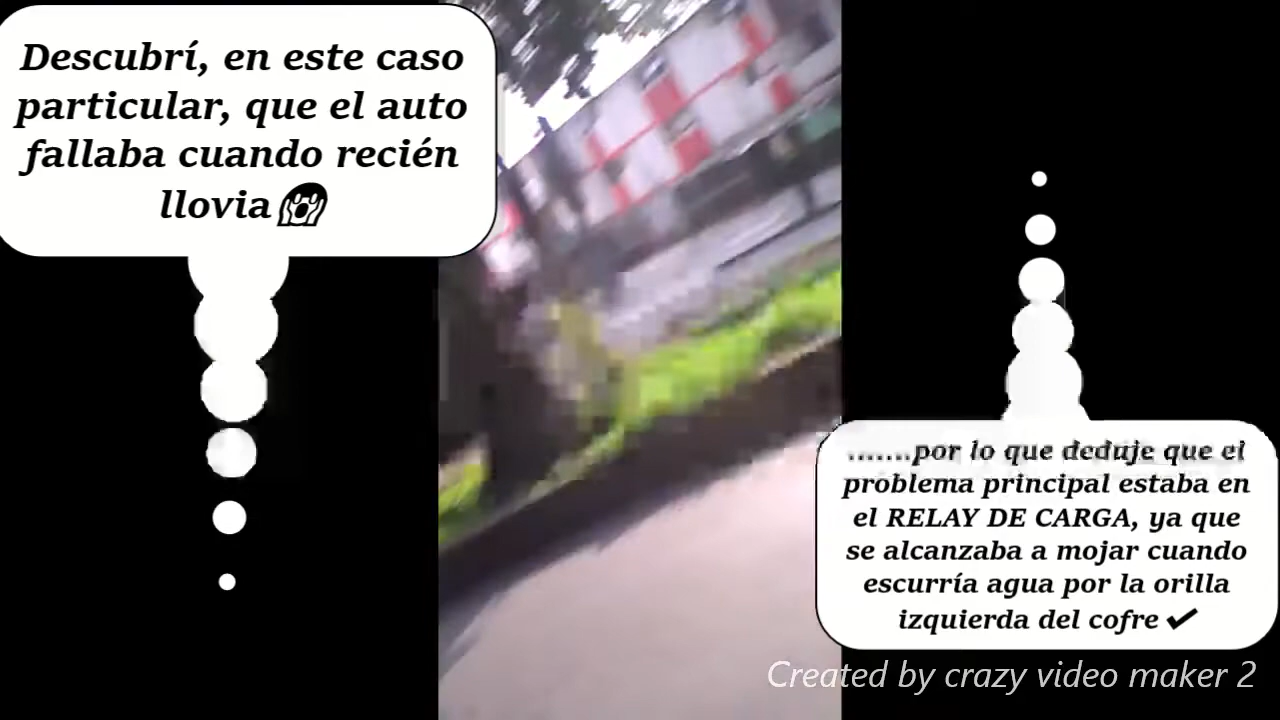 Descubrí, en este caso
particular, que el auto
fallaba cuando recién
llovia😱
.......por lo que deduje que el
problema principal estaba en
el RELAY DE CARGA, ya que
se alcanzaba a mojar cuando
escurría agua por la orilla
izquierda del cofre ✔
Created by crazy video maker 2